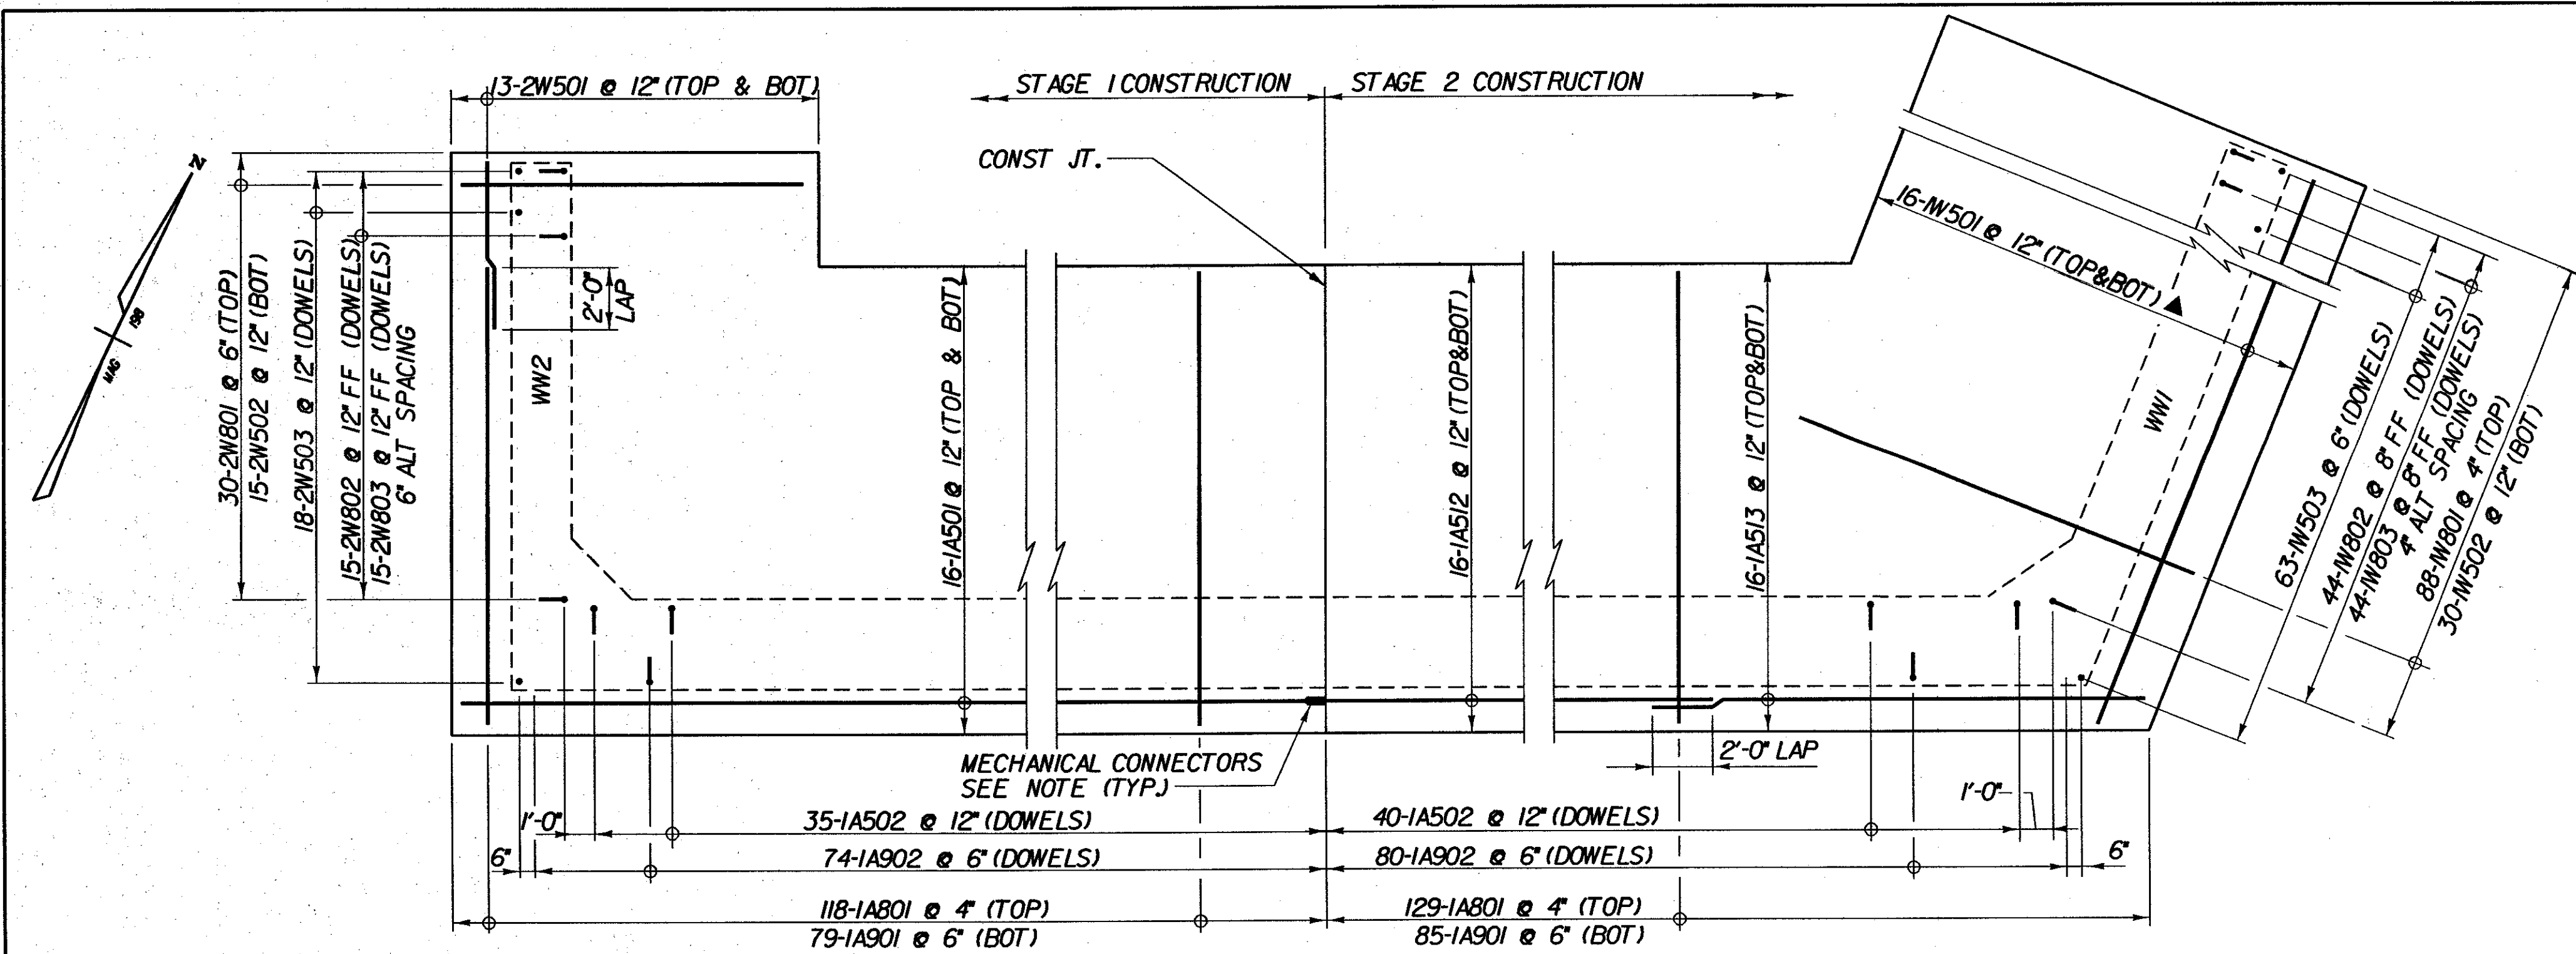 13-2W501 @ 12" (TOP & BOT)
STAGE 1 CONSTRUCTION
STAGE 2 CONSTRUCTION
CONST JT.
N
MAG
198
30-2W801 @ 6" (TOP)
15-2W502 @ 12" (BOT)
18-2W503 @ 12" (DOWELS)
15-2W802 @ 12" FF (DOWELS)
15-2W803 @ 12" FF (DOWELS)
6" ALT SPACING
WW2
2'-0"
LAP
16-1A501 @ 12" (TOP & BOT)
16-1A512 @ 12" (TOP&BOT)
16-1A513 @ 12" (TOP&BOT)
16-1W501 @ 12" (TOP&BOT)
WW1
63-1W503 @ 6" (DOWELS)
44-1W802 @ 8" FF (DOWELS)
44-1W803 @ 8" FF (DOWELS)
4" ALT SPACING
88-1W801 @ 4" (TOP)
30-1W502 @ 12" (BOT)
MECHANICAL CONNECTORS
SEE NOTE (TYP.)
2'-0" LAP
1'-0"
35-1A502 @ 12" (DOWELS)
40-1A502 @ 12" (DOWELS)
1'-0"
6"
74-1A902 @ 6" (DOWELS)
80-1A902 @ 6" (DOWELS)
6"
118-1A801 @ 4" (TOP)
79-1A901 @ 6" (BOT)
129-1A801 @ 4" (TOP)
85-1A901 @ 6" (BOT)